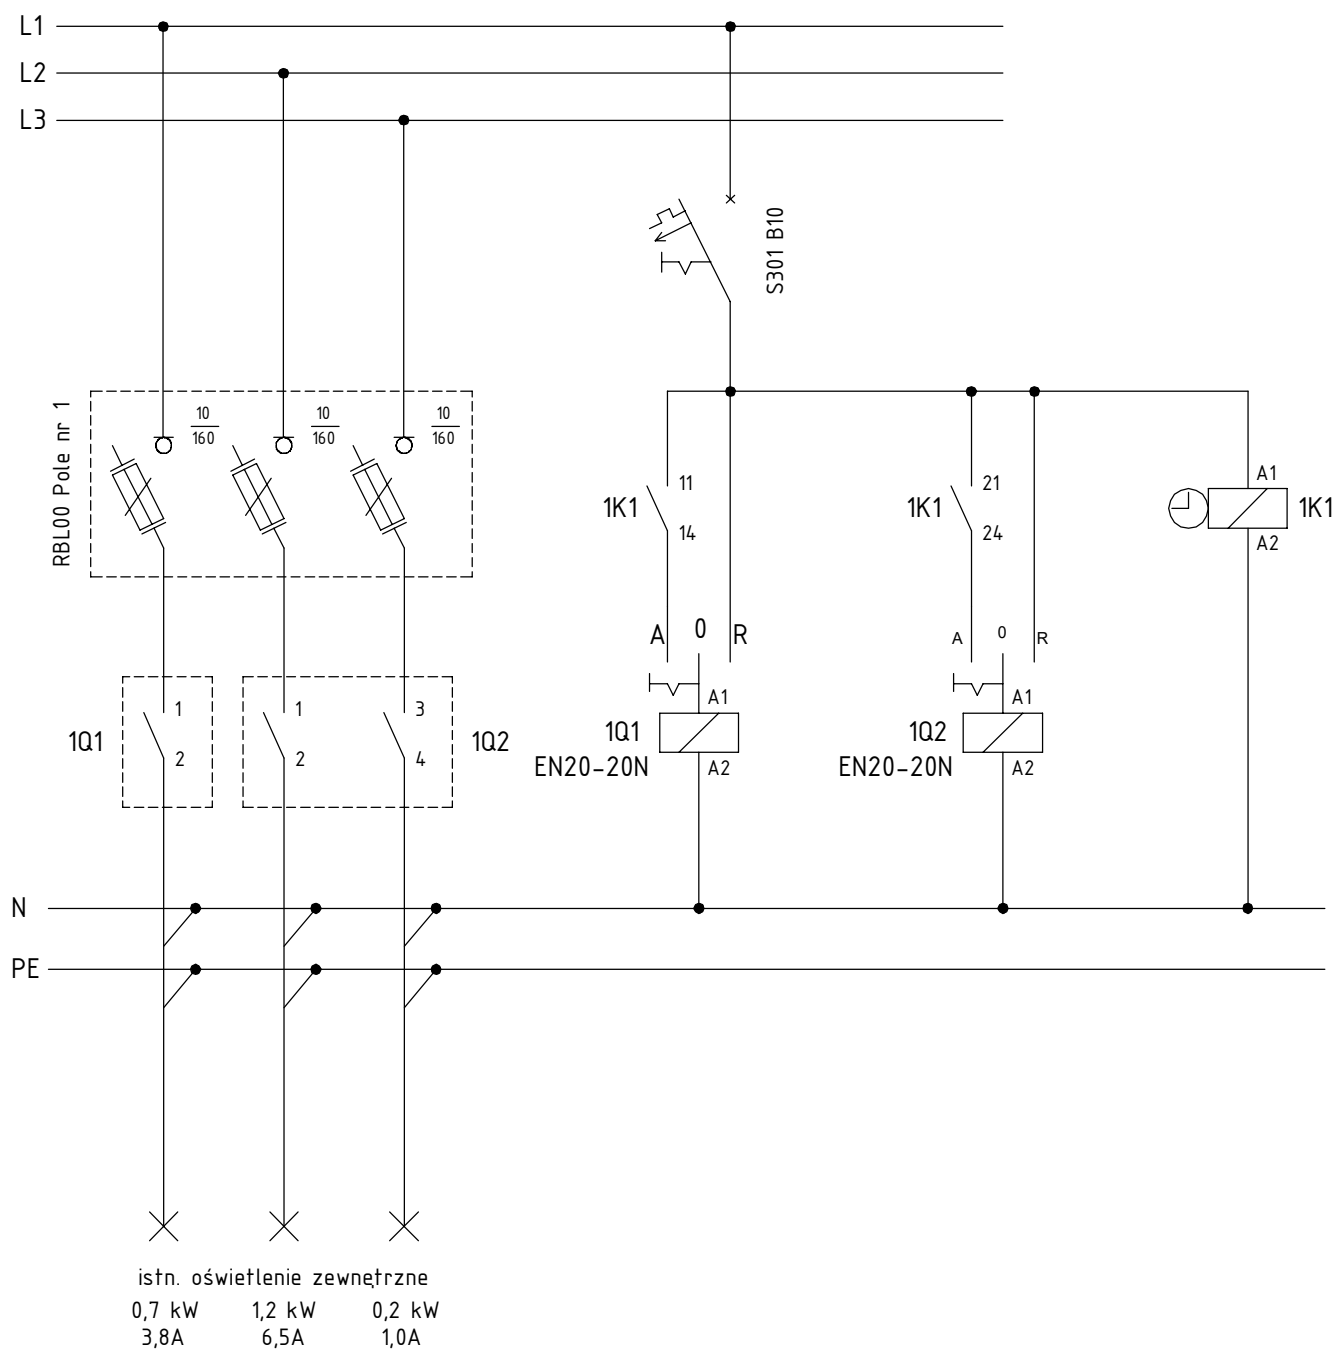 L1
L2
L3
S301 B10
RBL00 Pole nr 1
10
160
10
160
10
160
1K1
11
14
1K1
21
24
A1
1K1
A2
A 0 R
A 0 R
1Q1
1
2
1
2
3
4
1Q2
A1
1Q1
EN20-20N
A2
A1
1Q2
EN20-20N
A2
N
PE
istn. oświetlenie zewnętrzne
0,7 kW 1,2 kW 0,2 kW
3,8A 6,5A 1,0A